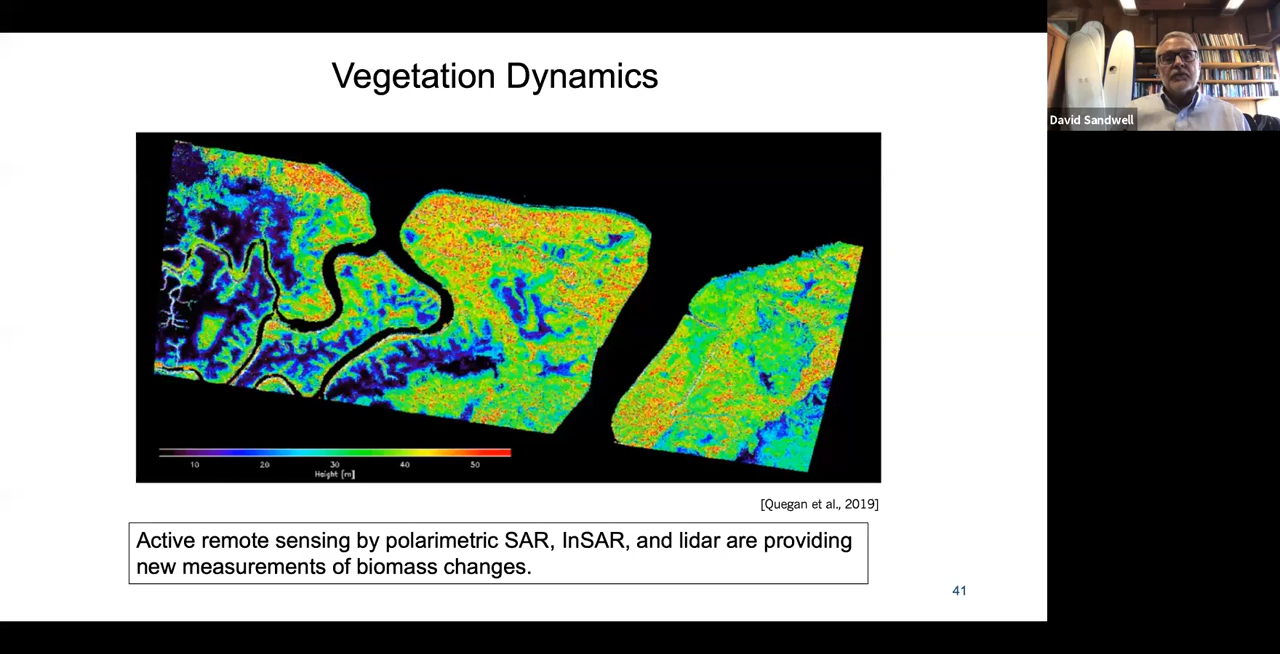 Vegetation Dynamics
David Sandwell
10 20 30 40 50
Height [m]
[Quegan et al., 2019]
Active remote sensing by polarimetric SAR, InSAR, and lidar are providing
new measurements of biomass changes.
41